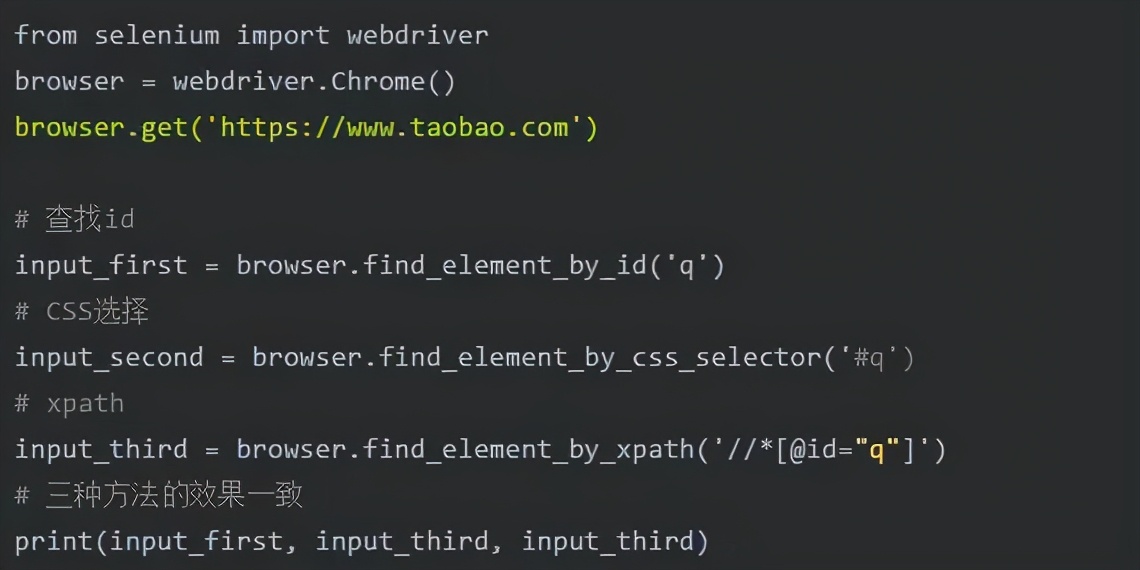 from selenium import webdriver
browser = webdriver.Chrome()
browser.get('https://www.taobao.com')
# 查找id
input_first = browser.find_element_by_id('q')
# CSS选择
input_second = browser.find_element_by_css_selector('#q')
# xpath
input_third = browser.find_element_by_xpath('//*[@id="q"]')
# 三种方法的效果一致
print(input_first, input_third, input_third)